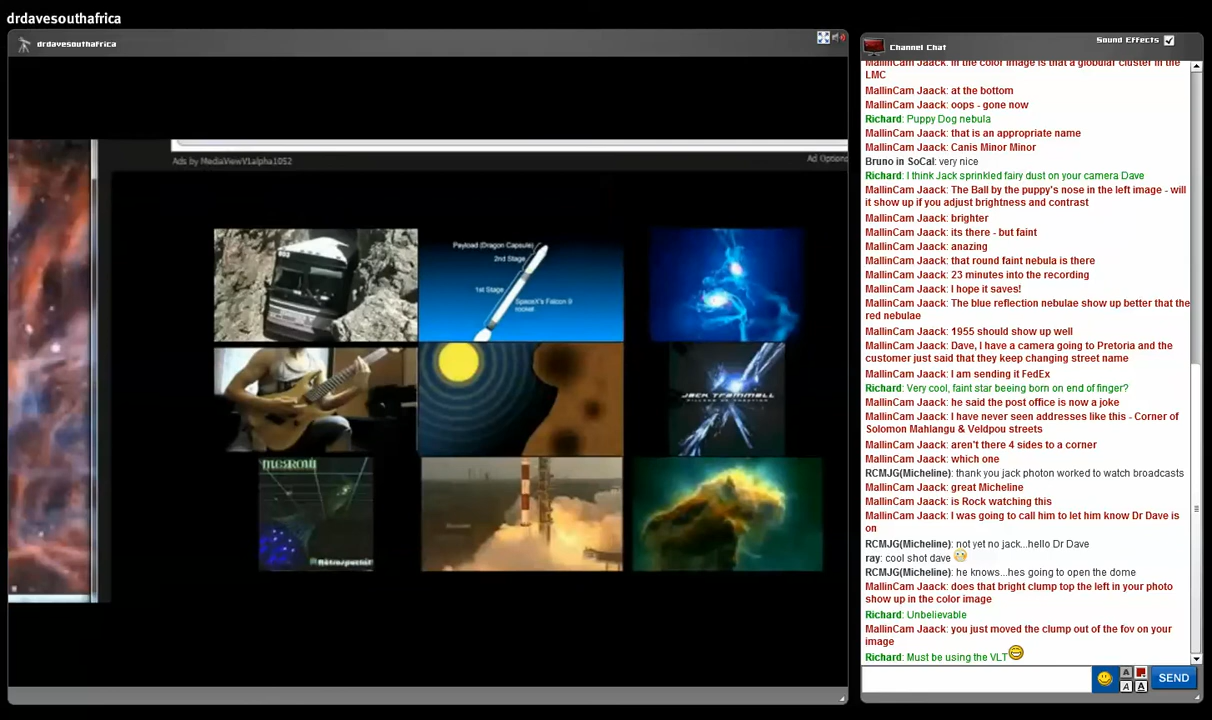 drdavesouthafrica
drdavesouthafrica
Ads by MediaViewV1alpha1052
Ad Option
Payload (Dragon Capsule)
2nd Stage
1st Stage
SpaceX's Falcon 9
rocket
JACK TRAMMELL
Channel Chat
Sound Effects
in the color image is that a globular cluster in the
LMC
MallinCam Jaack: at the bottom
MallinCam Jaack: oops - gone now
Richard: Puppy Dog nebula
MallinCam Jaack: that is an appropriate name
MallinCam Jaack: Canis Minor Minor
Bruno in SoCal: very nice
Richard: I think Jack sprinkled fairy dust on your camera Dave
MallinCam Jaack: The Ball by the puppy's nose in the left image - will
it show up if you adjust brightness and contrast
MallinCam Jaack: brighter
MallinCam Jaack: its there - but faint
MallinCam Jaack: anazing
MallinCam Jaack: that round faint nebula is there
MallinCam Jaack: 23 minutes into the recording
MallinCam Jaack: I hope it saves!
MallinCam Jaack: The blue reflection nebulae show up better that the
red nebulae
MallinCam Jaack: 1955 should show up well
MallinCam Jaack: Dave, I have a camera going to Pretoria and the
customer just said that they keep changing street name
MallinCam Jaack: I am sending it FedEx
Richard: Very cool, faint star beeing born on end of finger?
MallinCam Jaack: he said the post office is now a joke
MallinCam Jaack: I have never seen addresses like this - Corner of
Solomon Mahlangu & Veldpou streets
MallinCam Jaack: aren't there 4 sides to a corner
MallinCam Jaack: which one
RCMJG(Micheline): thank you jack photon worked to watch broadcasts
MallinCam Jaack: great Micheline
MallinCam Jaack: is Rock watching this
MallinCam Jaack: I was going to call him to let him know Dr Dave is
on
RCMJG(Micheline): not yet no jack...hello Dr Dave
ray: cool shot dave
RCMJG(Micheline): he knows...hes going to open the dome
MallinCam Jaack: does that bright clump top the left in your photo
show up in the color image
Richard: Unbelievable
MallinCam Jaack: you just moved the clump out of the fov on your
image
Richard: Must be using the VLT
A
A A
SEND